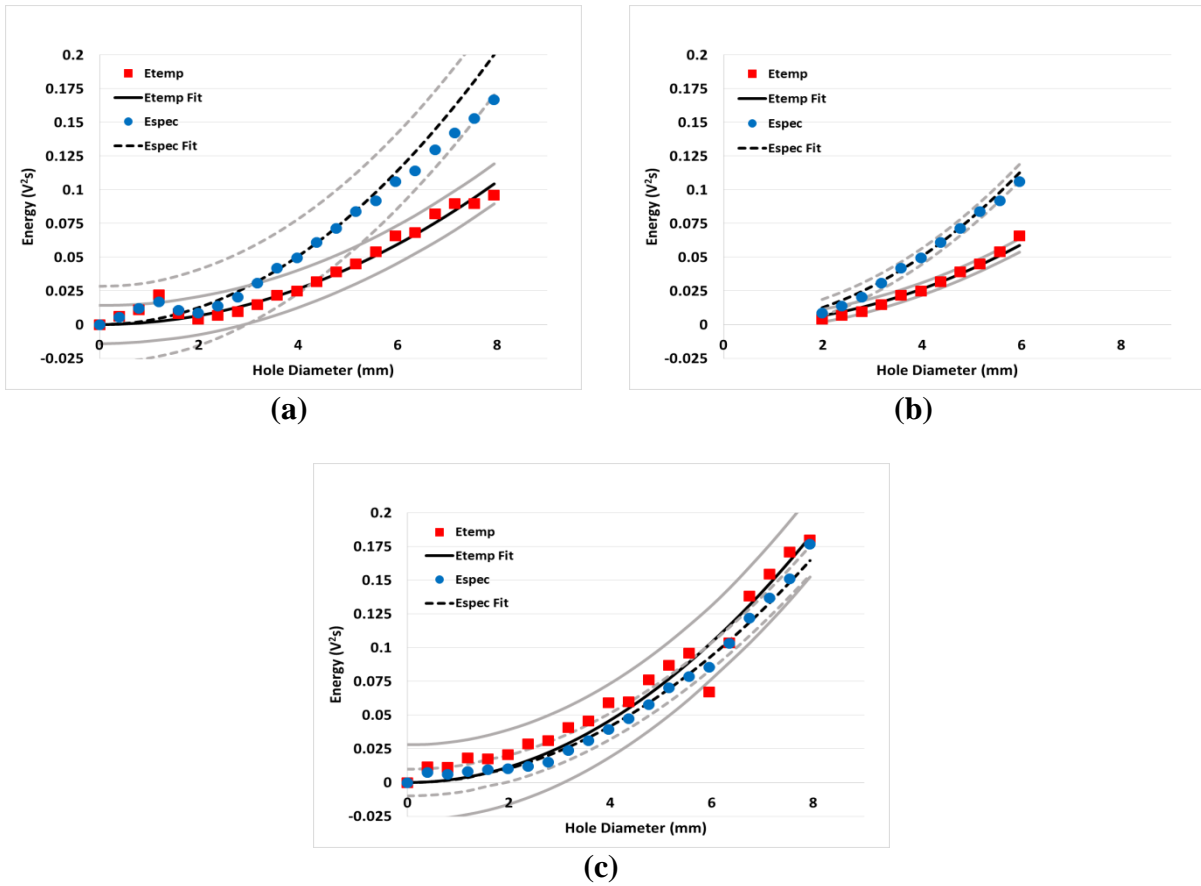 0.2
0.175
0.15
0.125
0.1
0.075
0.05
0.025
0
-0.025
Energy (V²s)
Etemp
Etemp Fit
Espec
Espec Fit
0 2 4 6 8
Hole Diameter (mm)
(a)
0.2
0.175
0.15
0.125
0.1
0.075
0.05
0.025
0
-0.025
Energy (V²s)
Etemp
Etemp Fit
Espec
Espec Fit
0 2 4 6 8
Hole Diameter (mm)
(b)
0.2
0.175
0.15
0.125
0.1
0.075
0.05
0.025
0
-0.025
Energy (V²s)
Etemp
Etemp Fit
Espec
Espec Fit
0 2 4 6 8
Hole Diameter (mm)
(c)